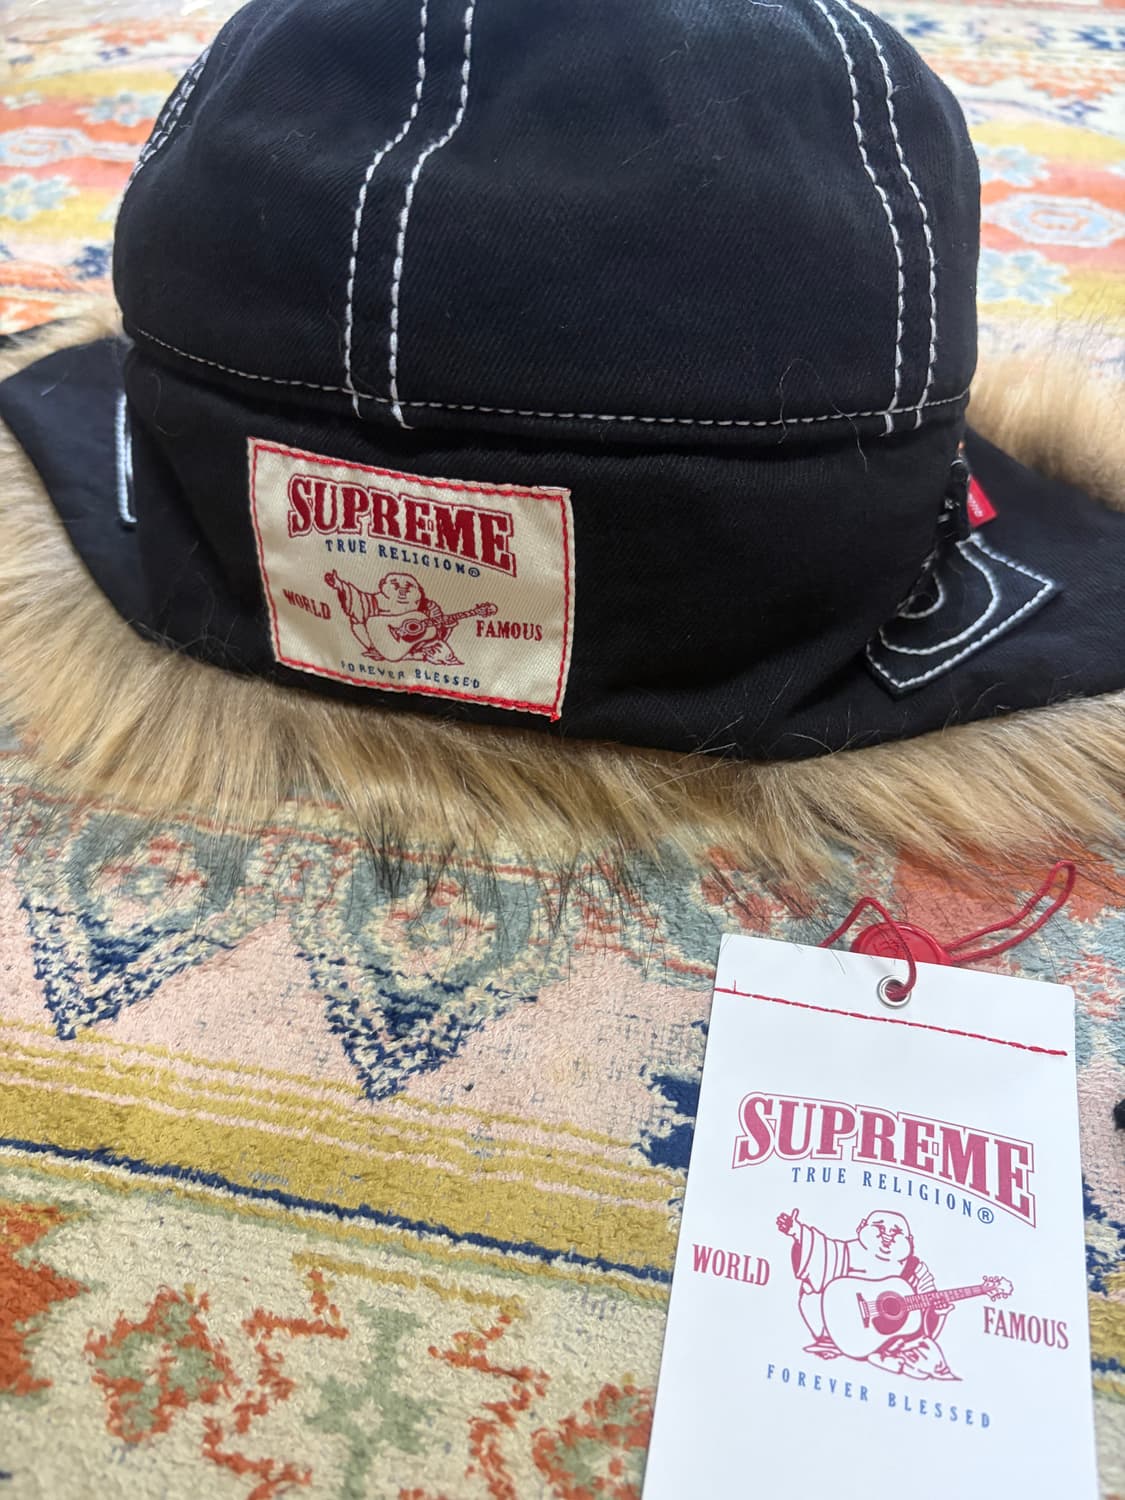 SUPREME
TRUE RELIGION®
WORLD FAMOUS
FOREVER BLESSED
SUPREME
TRUE RELIGION®
WORLD
FAMOUS
FOREVER BLESSED